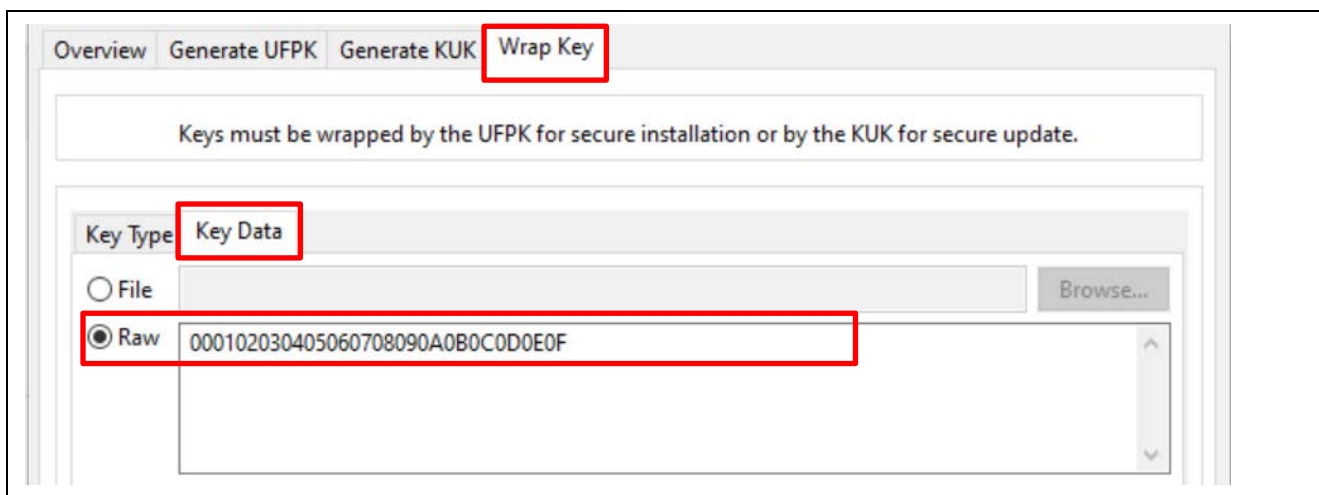 Overview Generate UFPK Generate KUK Wrap Key
Keys must be wrapped by the UFPK for secure installation or by the KUK for secure update.
Key Type Key Data
File Browse...
Raw 000102030405060708090A0B0C0D0E0F